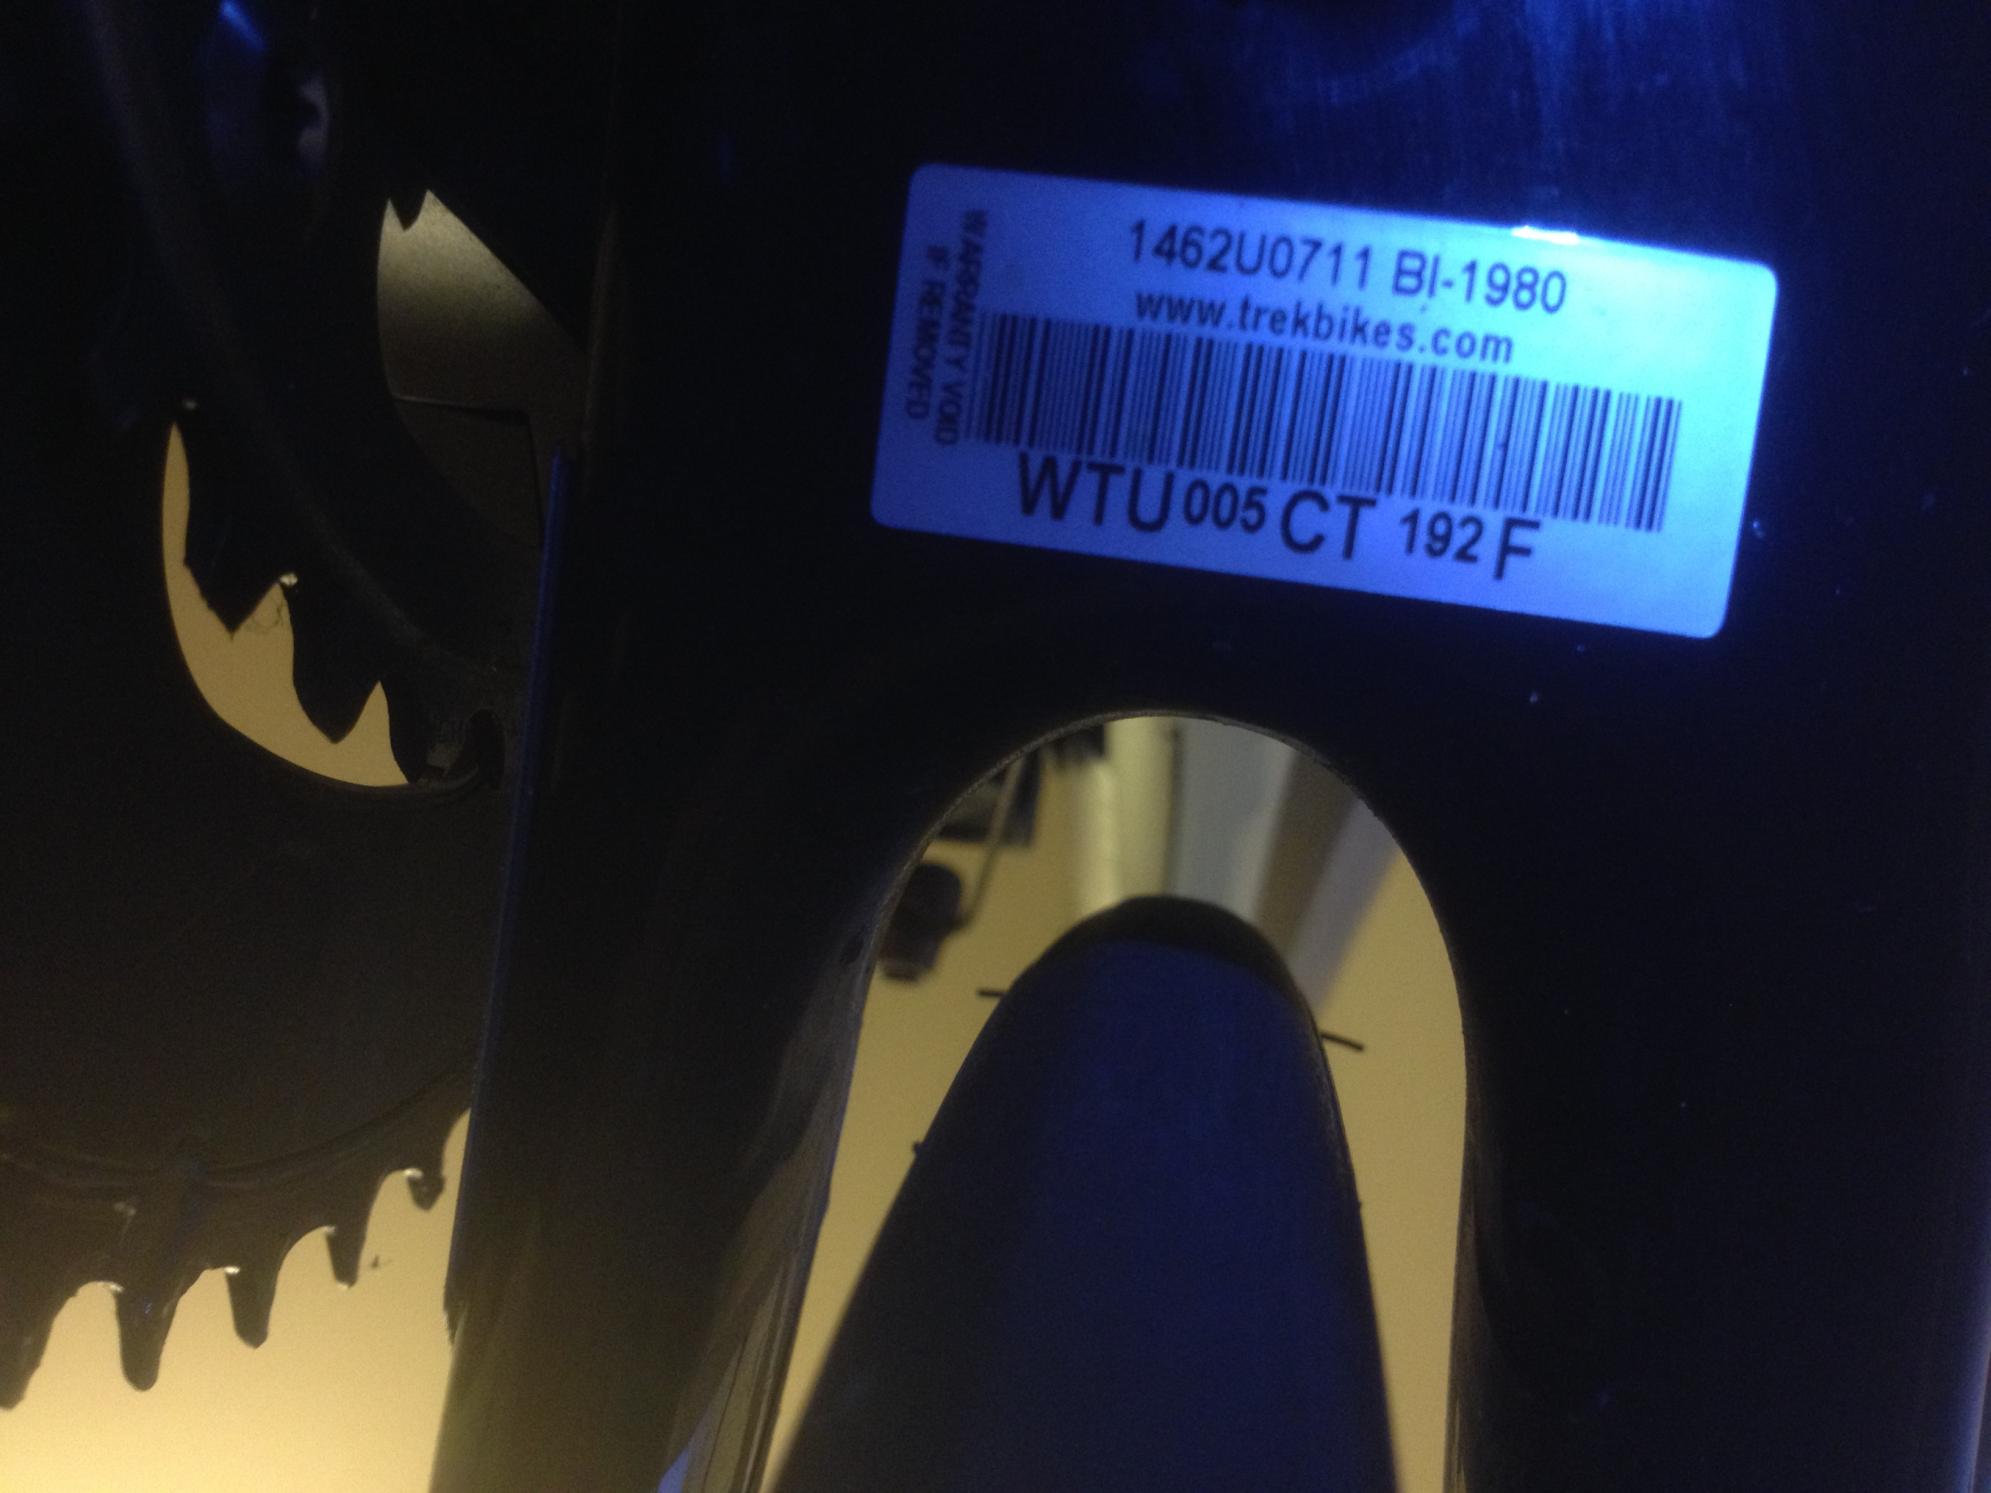 1462U0711 BI-1980
www.trekbikes.com
WARRANTY VOID
IF REMOVED
WTU 005 CT 192 F